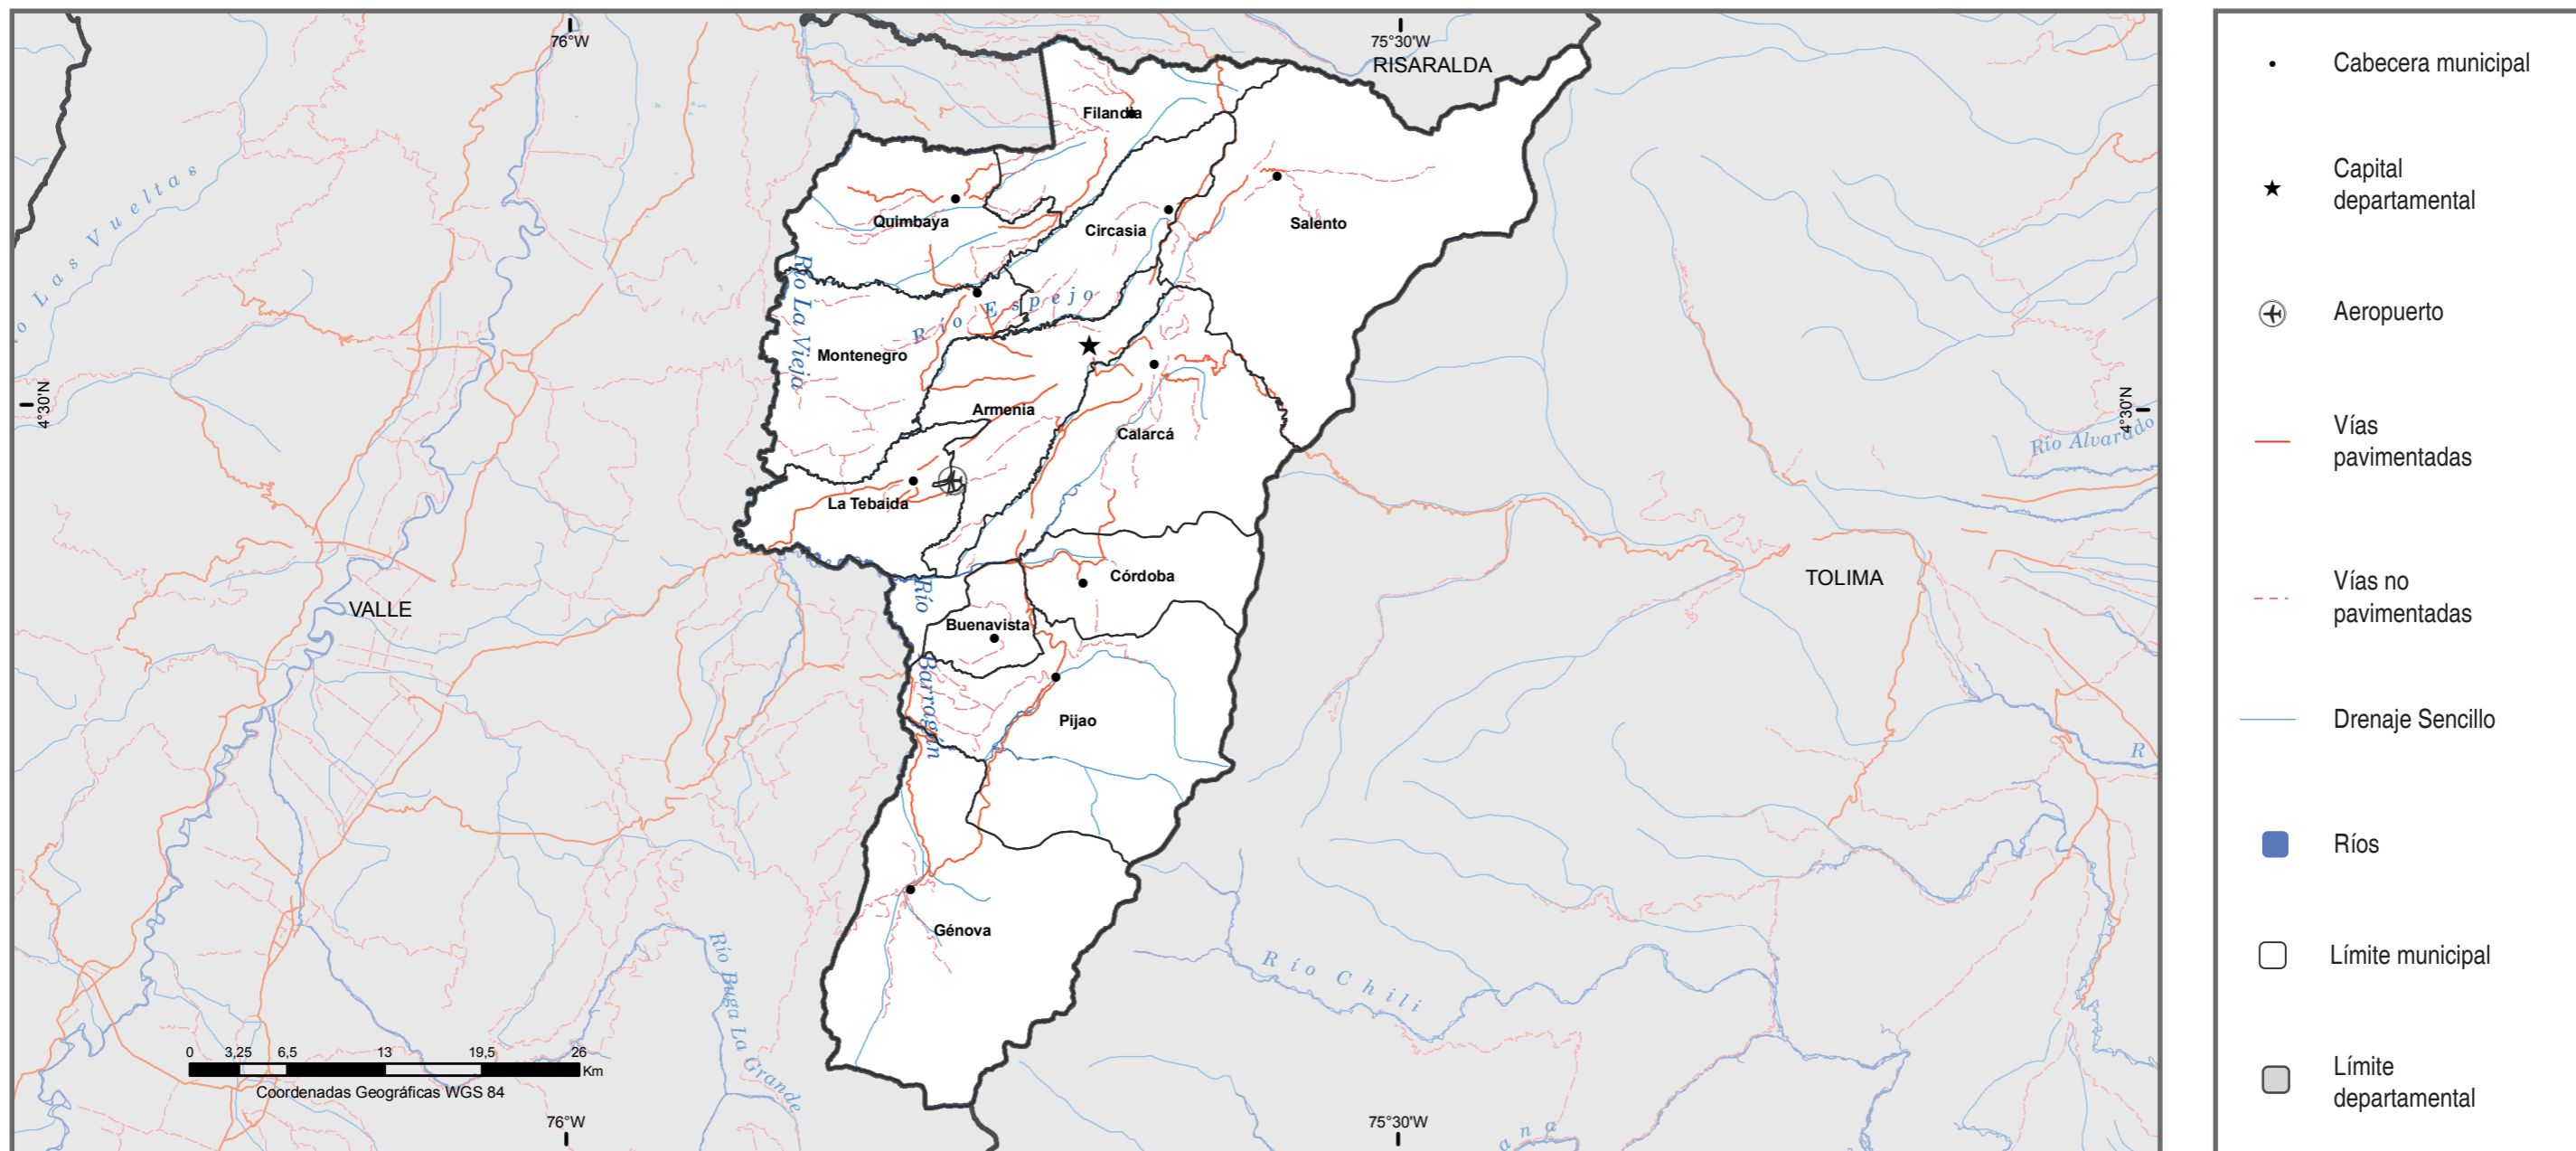 76°W
75°30'W
RISARALDA
Filandia
Quimbaya
Circasia
Salento
Río Las Vueltas
Río La Vieja
Río Espejo
Montenegro
Armenia
Calarcá
La Tebaida
4°30'N
4°30'N
Río Alvarado
Córdoba
TOLIMA
VALLE
Buenavista
Río Barragán
Pijao
R
Génova
Río Buga La Grande
Río Chili
0 3,25 6,5 13 19,5 26
Km
Coordenadas Geográficas WGS 84
76°W
75°30'W
Cabecera municipal
Capital
departamental
Aeropuerto
Vías
pavimentadas
Vías no
pavimentadas
Drenaje Sencillo
Ríos
Límite municipal
Límite
departamental